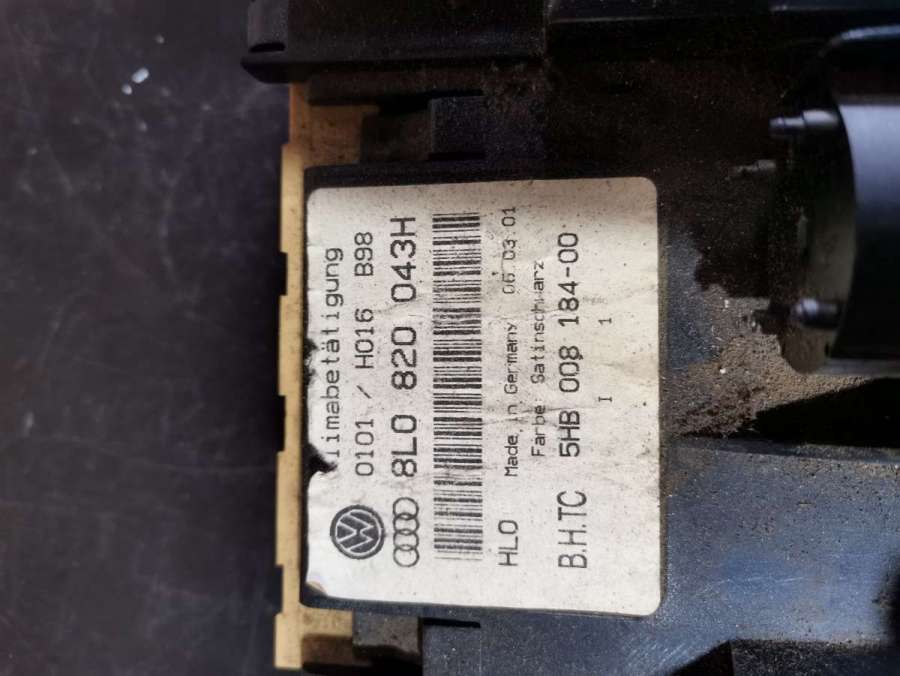 limabetätigung
0101 / H016 B98
8L0 820 043H
HLO Made in Germany 06.03.01
Farbe: Satinschwarz
B.H.TC 5HB 008 184-00
I 1